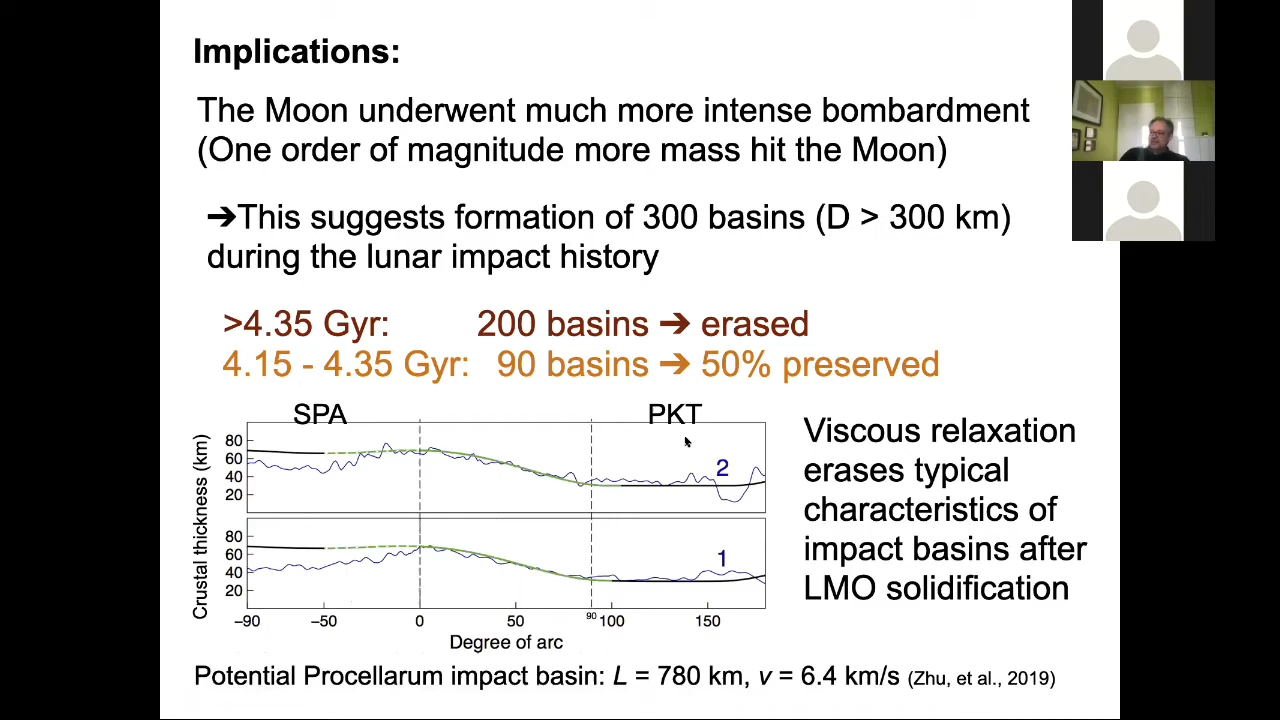 Implications:
The Moon underwent much more intense bombardment
(One order of magnitude more mass hit the Moon)
➔This suggests formation of 300 basins (D > 300 km)
during the lunar impact history
>4.35 Gyr: 200 basins ➔ erased
4.15 - 4.35 Gyr: 90 basins ➔ 50% preserved
SPA
PKT
80
60
40
20
2
80
60
40
20
1
Crustal thickness (km)
−90
−50
0
50
90
100
150
Degree of arc
Viscous relaxation
erases typical
characteristics of
impact basins after
LMO solidification
Potential Procellarum impact basin: L = 780 km, v = 6.4 km/s (Zhu, et al., 2019)